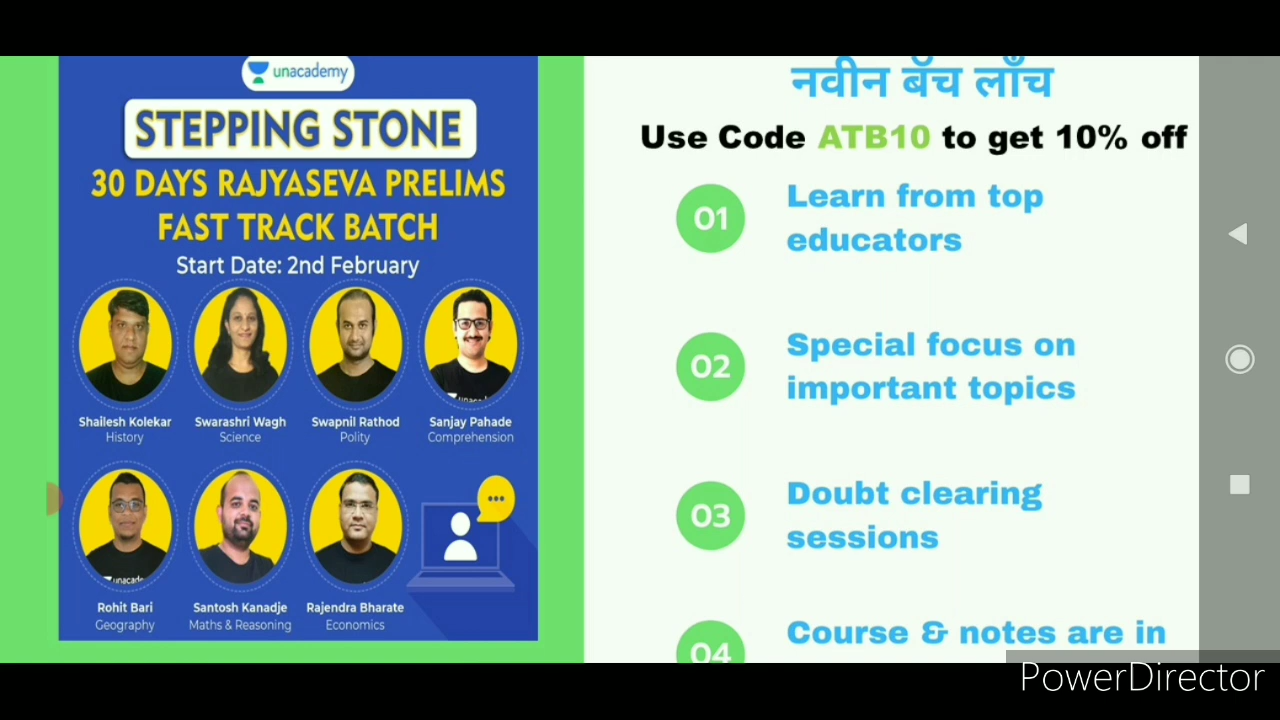 unacademy
STEPPING STONE
30 DAYS RAJYASEVA PRELIMS
FAST TRACK BATCH
Start Date: 2nd February
Shailesh Kolekar
History
Swarashri Wagh
Science
Swapnil Rathod
Polity
Sanjay Pahade
Comprehension
Rohit Bari
Geography
Santosh Kanadje
Maths & Reasoning
Rajendra Bharate
Economics
नवीन बॅच लाँच
Use Code ATB10 to get 10% off
01
Learn from top
educators
02
Special focus on
important topics
03
Doubt clearing
sessions
04
Course & notes are in
PowerDirector